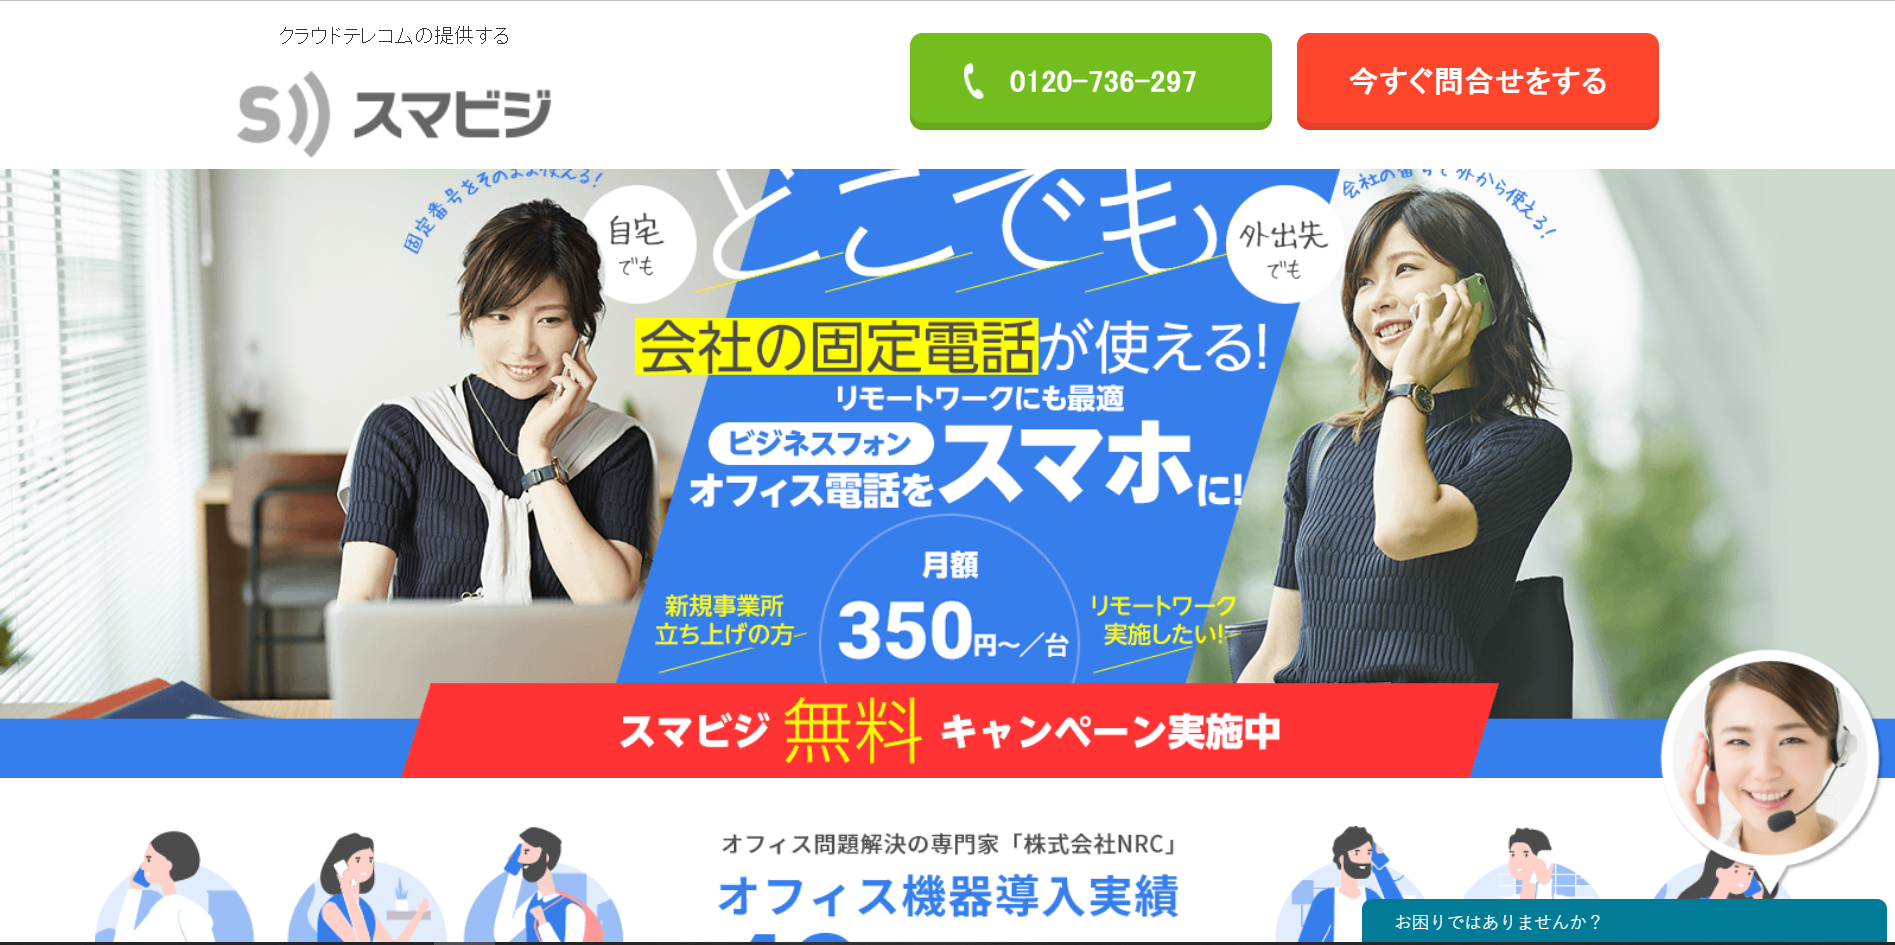 クラウドテレコムの提供する
S スマビジ
0120-736-297
今すぐ問合せをする
固定番号をそのまま使える!
自宅
でも
どこでも
外出先
でも
会社の番号で外から使える!
会社の固定電話が使える!
リモートワークにも最適
ビジネスフォン
オフィス電話をスマホに!
月額
350円〜／台
新規事業所
立ち上げの方
リモートワーク
実施したい!
スマビジ 無料 キャンペーン実施中
オフィス問題解決の専門家「株式会社NRC」
オフィス機器導入実績
お困りではありませんか？